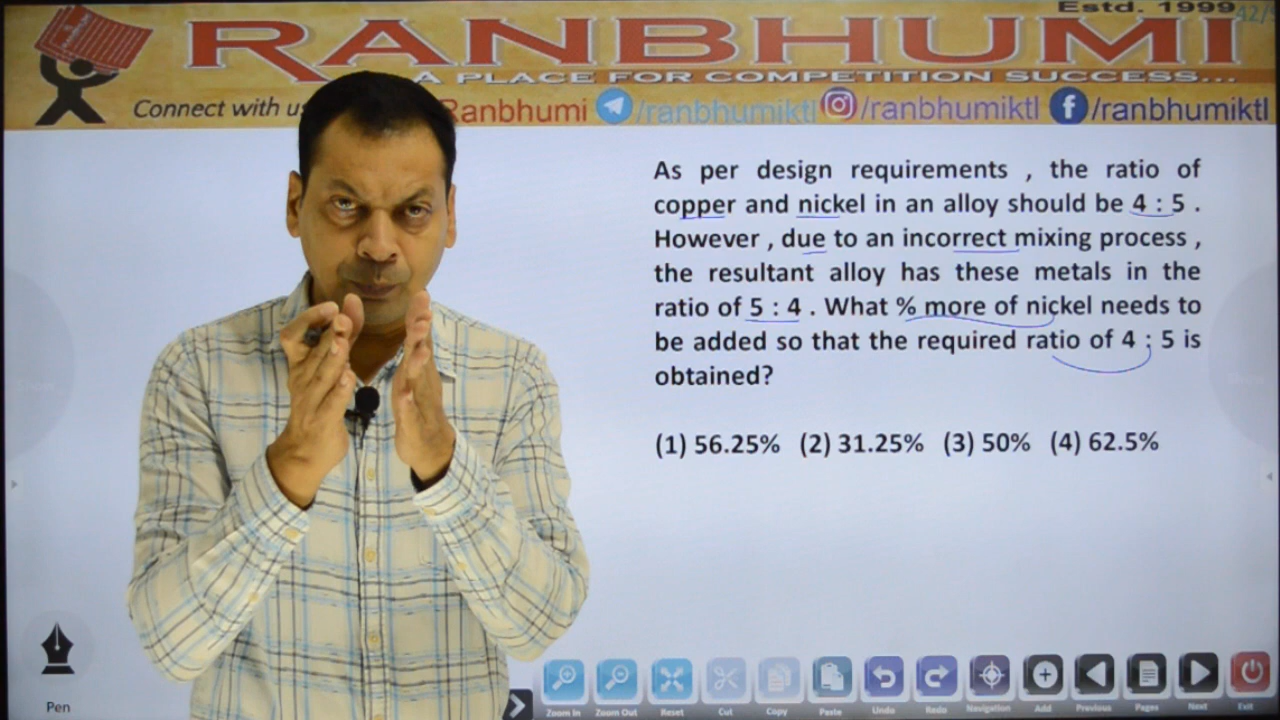 Estd. 1999
RANBHUMI
A PLACE FOR COMPETITION SUCCESS...
Connect with us Ranbhumi /ranbhumiktl /ranbhumiktl /ranbhumiktl
As per design requirements , the ratio of
copper and nickel in an alloy should be 4 : 5 .
However , due to an incorrect mixing process ,
the resultant alloy has these metals in the
ratio of 5 : 4 . What % more of nickel needs to
be added so that the required ratio of 4 : 5 is
obtained?
(1) 56.25% (2) 31.25% (3) 50% (4) 62.5%
Pen
Zoom In Zoom Out Reset Cut Copy Paste Undo Redo Navigation Add Previous Pages Next Exit